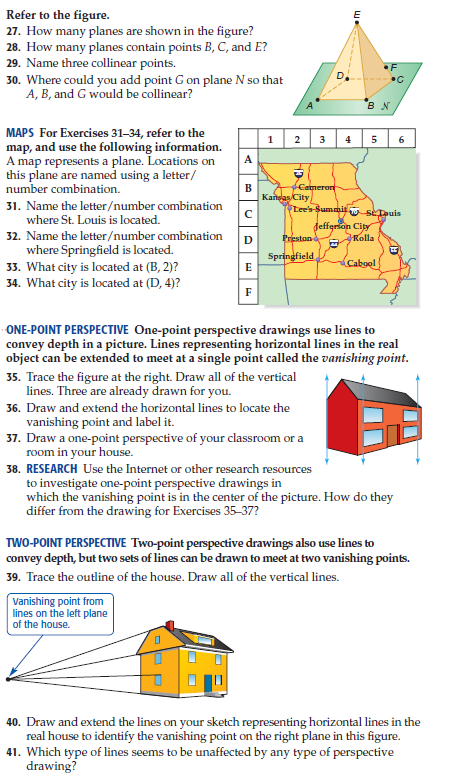 Refer to the figure.
27. How many planes are shown in the figure?
28. How many planes contain points B, C, and E?
29. Name three collinear points.
30. Where could you add point G on plane N so that
A, B, and G would be collinear?
E
F
D
C
A
B
N
MAPS For Exercises 31–34, refer to the
map, and use the following information.
A map represents a plane. Locations on
this plane are named using a letter/
number combination.
31. Name the letter/number combination
where St. Louis is located.
32. Name the letter/number combination
where Springfield is located.
33. What city is located at (B, 2)?
34. What city is located at (D, 4)?
1 2 3 4 5 6
A
B
C
D
E
F
Cameron
Kansas City
Lee's Summit
St. Louis
Jefferson City
Preston
Rolla
Springfield
Cabool
ONE-POINT PERSPECTIVE One-point perspective drawings use lines to
convey depth in a picture. Lines representing horizontal lines in the real
object can be extended to meet at a single point called the vanishing point.
35. Trace the figure at the right. Draw all of the vertical
lines. Three are already drawn for you.
36. Draw and extend the horizontal lines to locate the
vanishing point and label it.
37. Draw a one-point perspective of your classroom or a
room in your house.
38. RESEARCH Use the Internet or other research resources
to investigate one-point perspective drawings in
which the vanishing point is in the center of the picture. How do they
differ from the drawing for Exercises 35–37?
TWO-POINT PERSPECTIVE Two-point perspective drawings also use lines to
convey depth, but two sets of lines can be drawn to meet at two vanishing points.
39. Trace the outline of the house. Draw all of the vertical lines.
Vanishing point from
lines on the left plane
of the house.
40. Draw and extend the lines on your sketch representing horizontal lines in the
real house to identify the vanishing point on the right plane in this figure.
41. Which type of lines seems to be unaffected by any type of perspective
drawing?